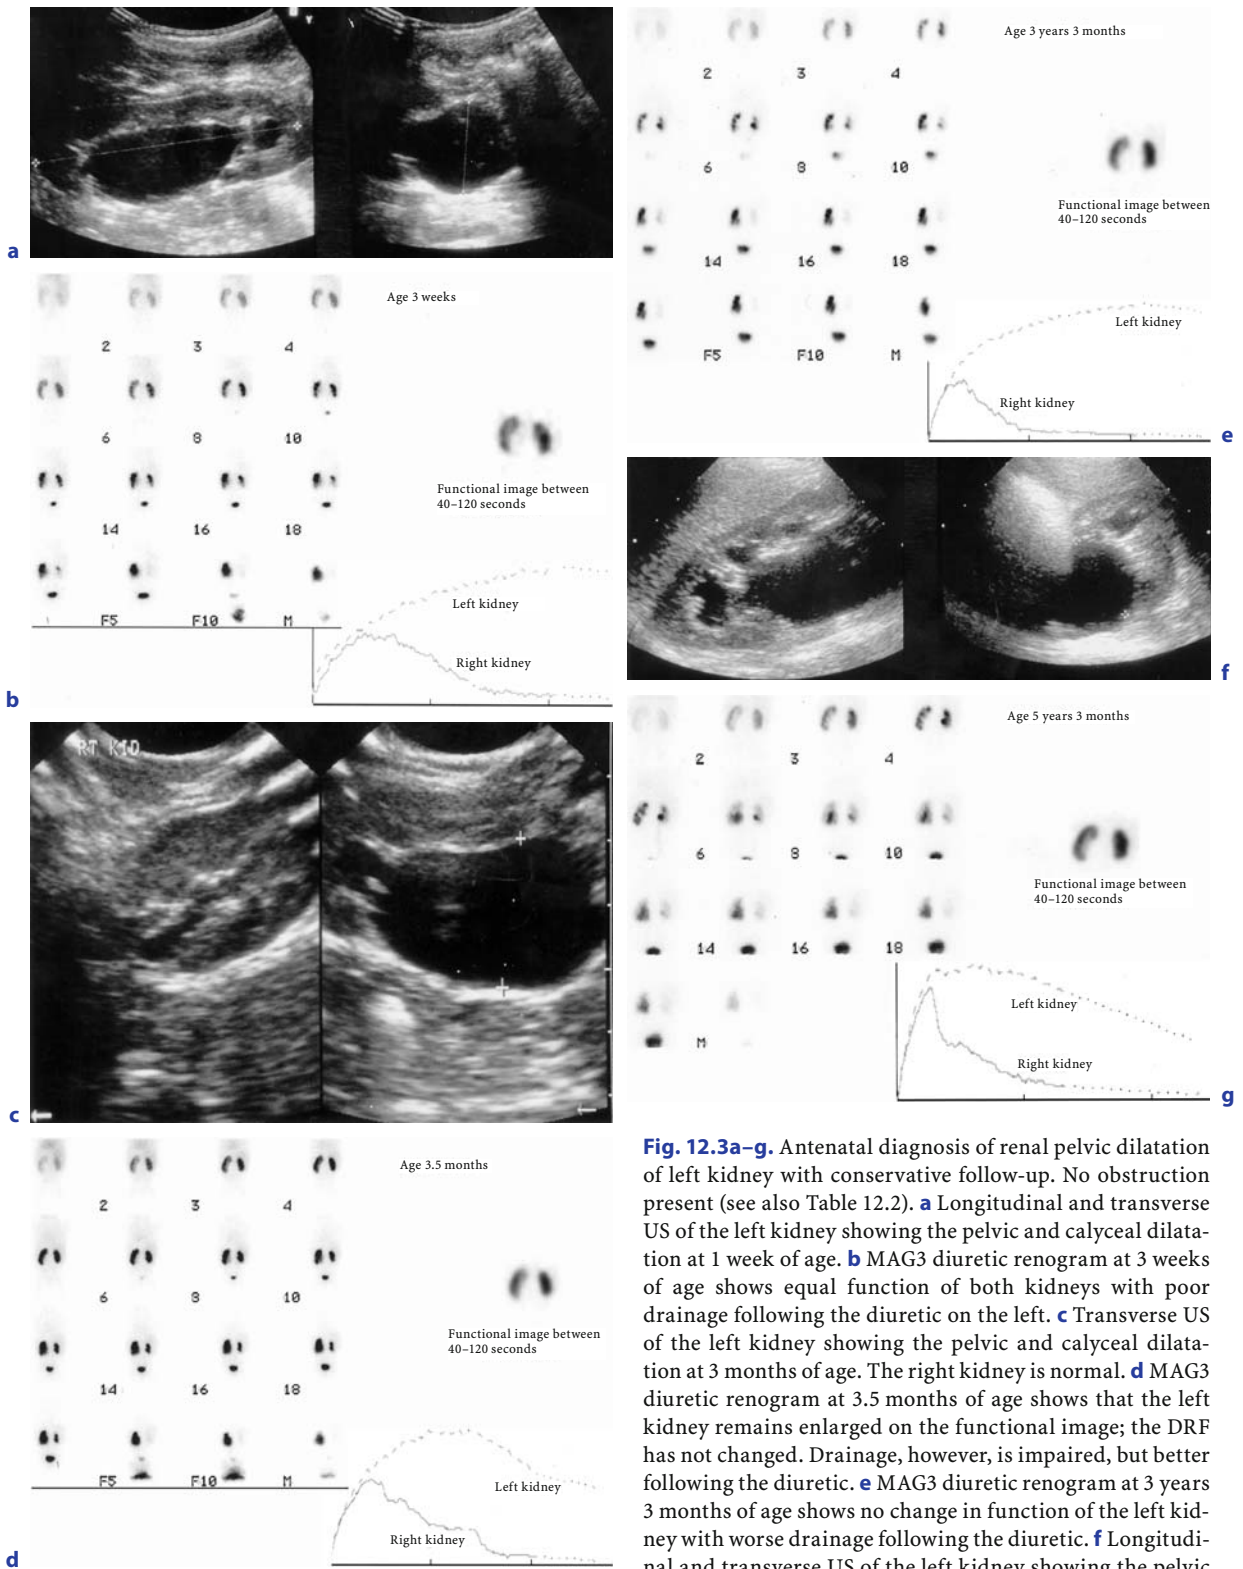 a
Age 3 weeks
2 3 4
6 8 10
Functional image between
40–120 seconds
14 16 18
F5 F10 M
Left kidney
Right kidney
b
RT KID
c
Age 3.5 months
2 3 4
6 8 10
Functional image between
40–120 seconds
14 16 18
F5 F10 M
Left kidney
Right kidney
d
Age 3 years 3 months
2 3 4
6 8 10
Functional image between
40–120 seconds
14 16 18
F5 F10 M
Left kidney
Right kidney
e
f
Age 5 years 3 months
2 3 4
6 8 10
Functional image between
40–120 seconds
14 16 18
M
Left kidney
Right kidney
g
Fig. 12.3a–g. Antenatal diagnosis of renal pelvic dilatation
of left kidney with conservative follow-up. No obstruction
present (see also Table 12.2). a Longitudinal and transverse
US of the left kidney showing the pelvic and calyceal dilata-
tion at 1 week of age. b MAG3 diuretic renogram at 3 weeks
of age shows equal function of both kidneys with poor
drainage following the diuretic on the left. c Transverse US
of the left kidney showing the pelvic and calyceal dilata-
tion at 3 months of age. The right kidney is normal. d MAG3
diuretic renogram at 3.5 months of age shows that the left
kidney remains enlarged on the functional image; the DRF
has not changed. Drainage, however, is impaired, but better
following the diuretic. e MAG3 diuretic renogram at 3 years
3 months of age shows no change in function of the left kid-
ney with worse drainage following the diuretic. f Longitudi-
nal and transverse US of the left kidney showing the pelvic